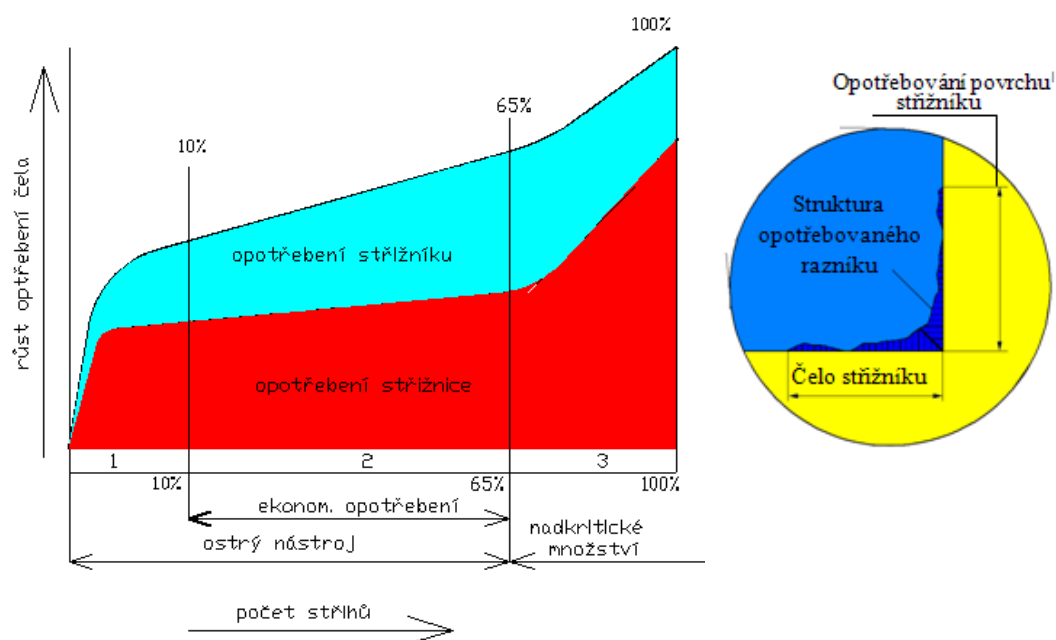 růst optřebení čela
100%
65%
10%
opotřebení střižníku
opotřebení střižnice
1
2
3
10%
65%
100%
ekonom. opotřebení
ostrý nástroj
nadkritické
množství
počet střihů
Opotřebování povrchu
střižníku
Struktura
opotřebovaného
razníku
Čelo střižníku